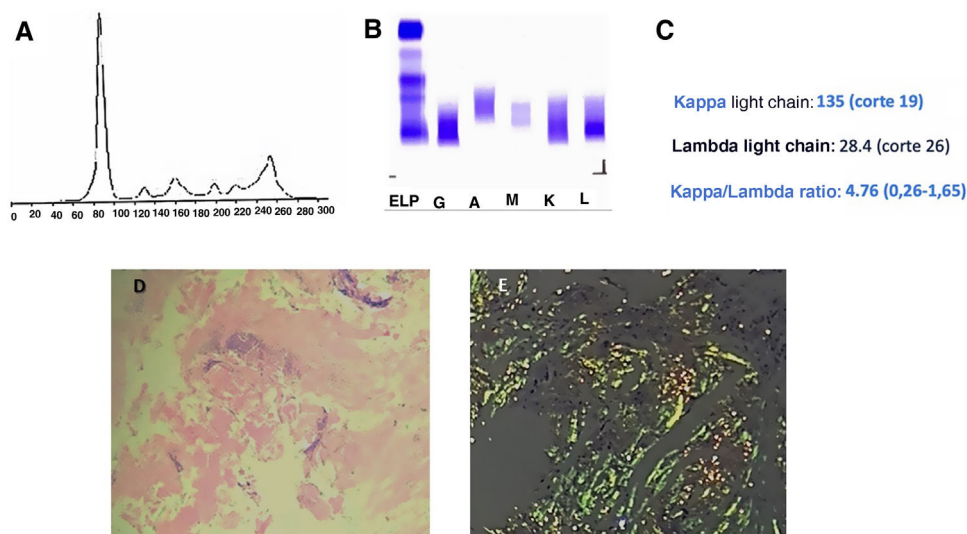 A
0 20 40 60 80 100 120 140 160 180 200 220 240 260 280 300
B
ELP G A M K L
C
Kappa light chain: 135 (corte 19)
Lambda light chain: 28.4 (corte 26)
Kappa/Lambda ratio: 4.76 (0,26-1,65)
D
E